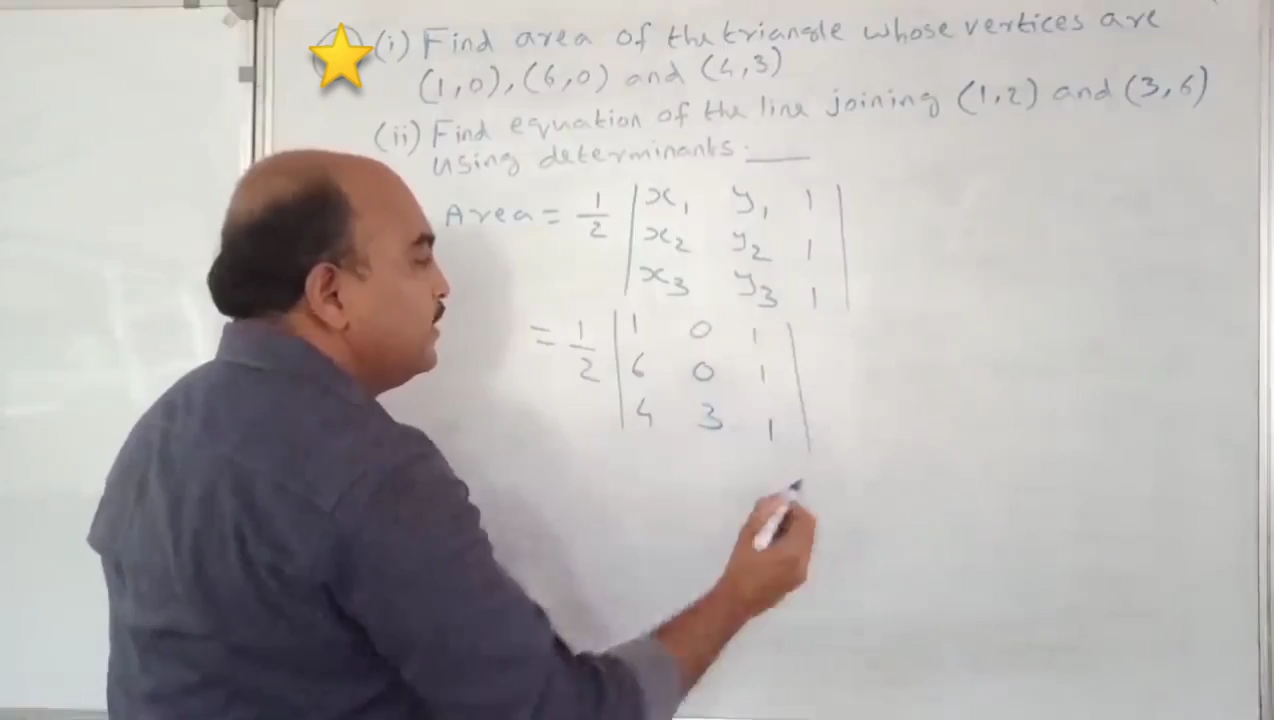 (i) Find area of the triangle whose vertices are
(1,0), (6,0) and (4,3)
(ii) Find equation of the line joining (1,2) and (3,6)
using determinants.
Area = 1/2 | x₁ y₁ 1 |
| x₂ y₂ 1 |
| x₃ y₃ 1 |
= 1/2 | 1 0 1 |
| 6 0 1 |
| 4 3 1 |